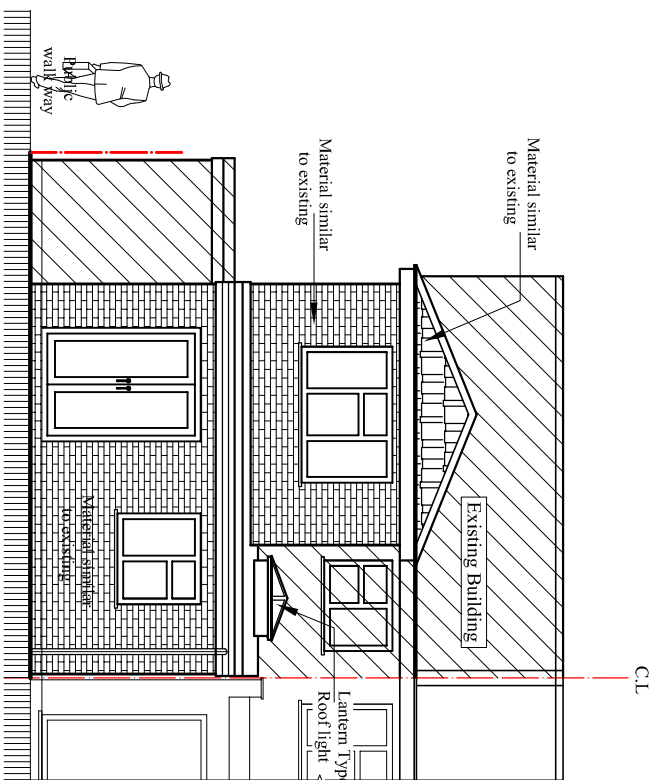 C.L
Material similar
to existing
Material similar
to existing
Existing Building
Lantern Type
Roof light
Material similar
to existing
Public
walk way